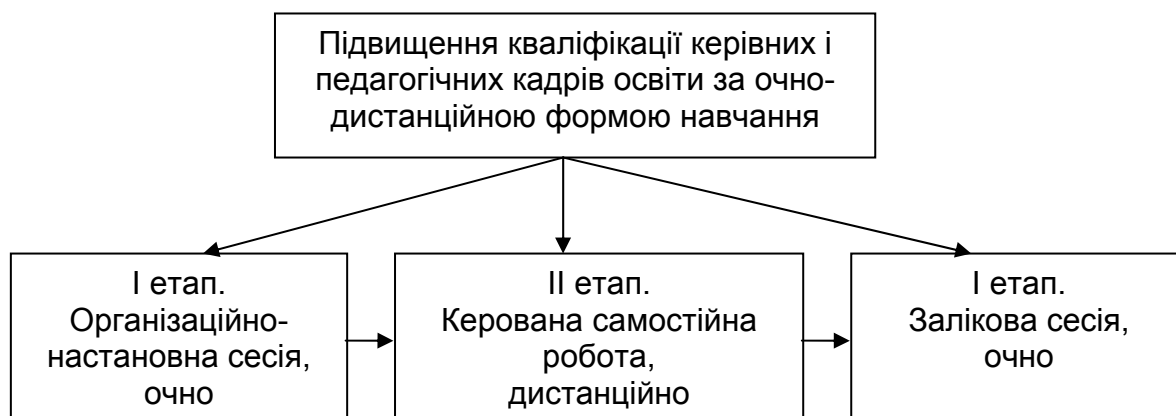 Підвищення кваліфікації керівних і
педагогічних кадрів освіти за очно-
дистанційною формою навчання
І етап.
Організаційно-
настановна сесія,
очно
ІІ етап.
Керована самостійна
робота,
дистанційно
І етап.
Залікова сесія,
очно